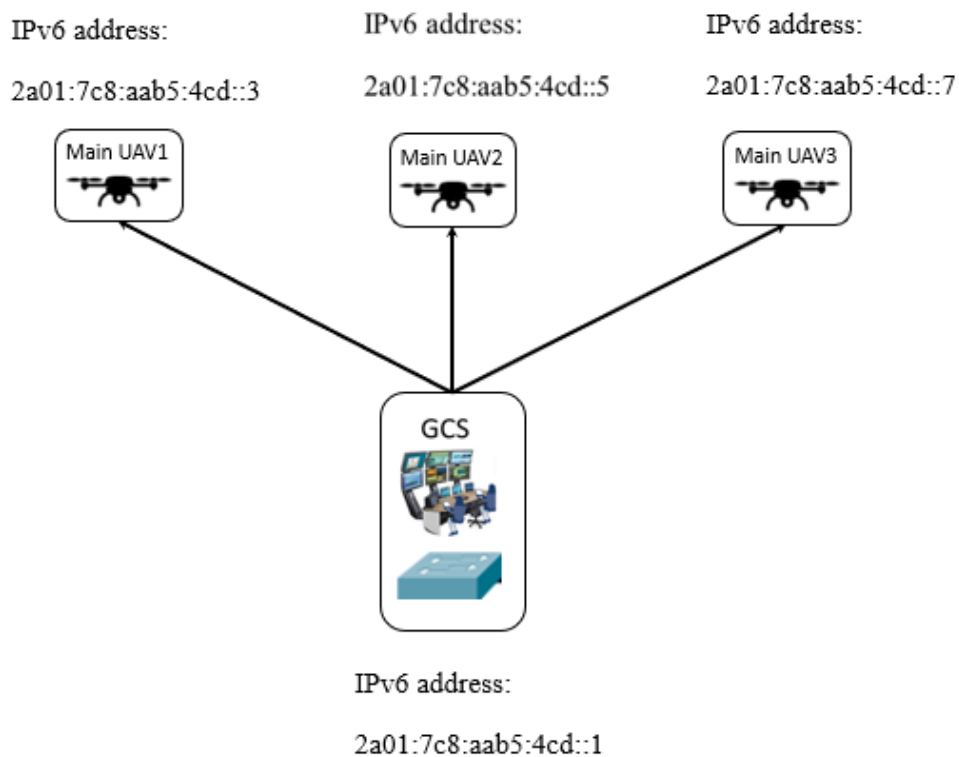 IPv6 address:
2a01:7c8:aab5:4cd::3
IPv6 address:
2a01:7c8:aab5:4cd::5
IPv6 address:
2a01:7c8:aab5:4cd::7
Main UAV1
Main UAV2
Main UAV3
GCS
IPv6 address:
2a01:7c8:aab5:4cd::1